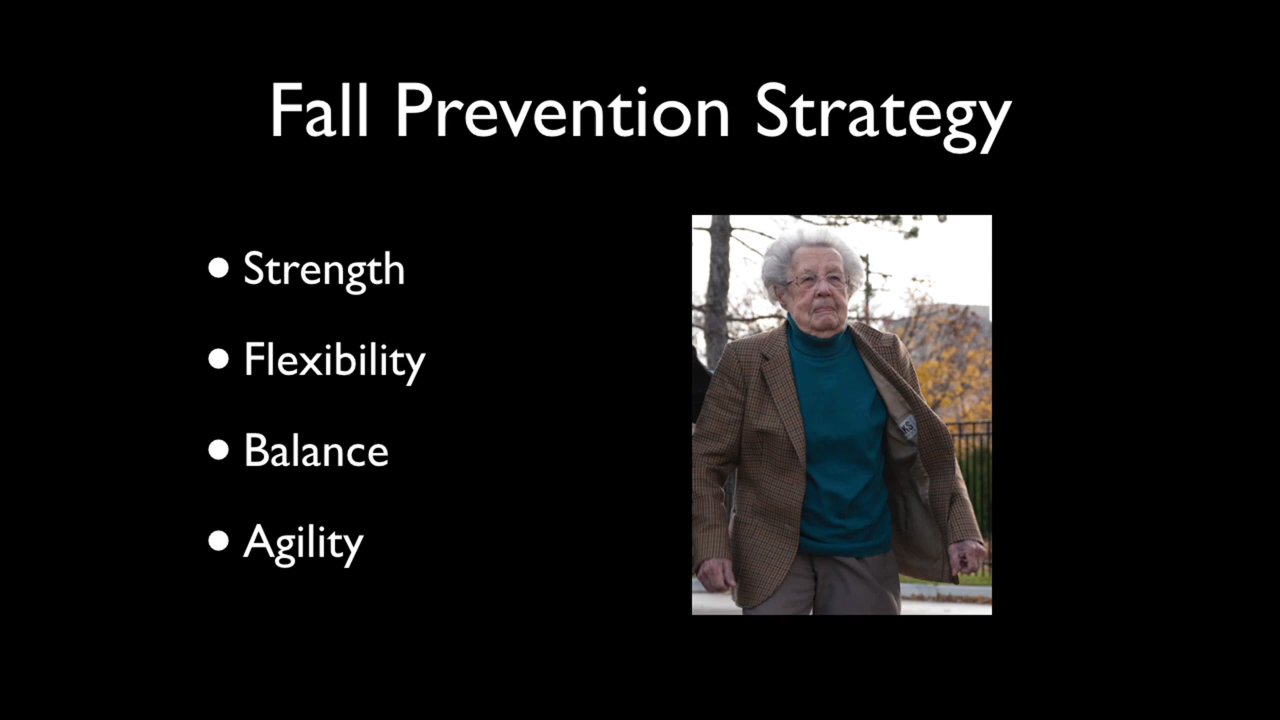 Fall Prevention Strategy
• Strength
• Flexibility
• Balance
• Agility